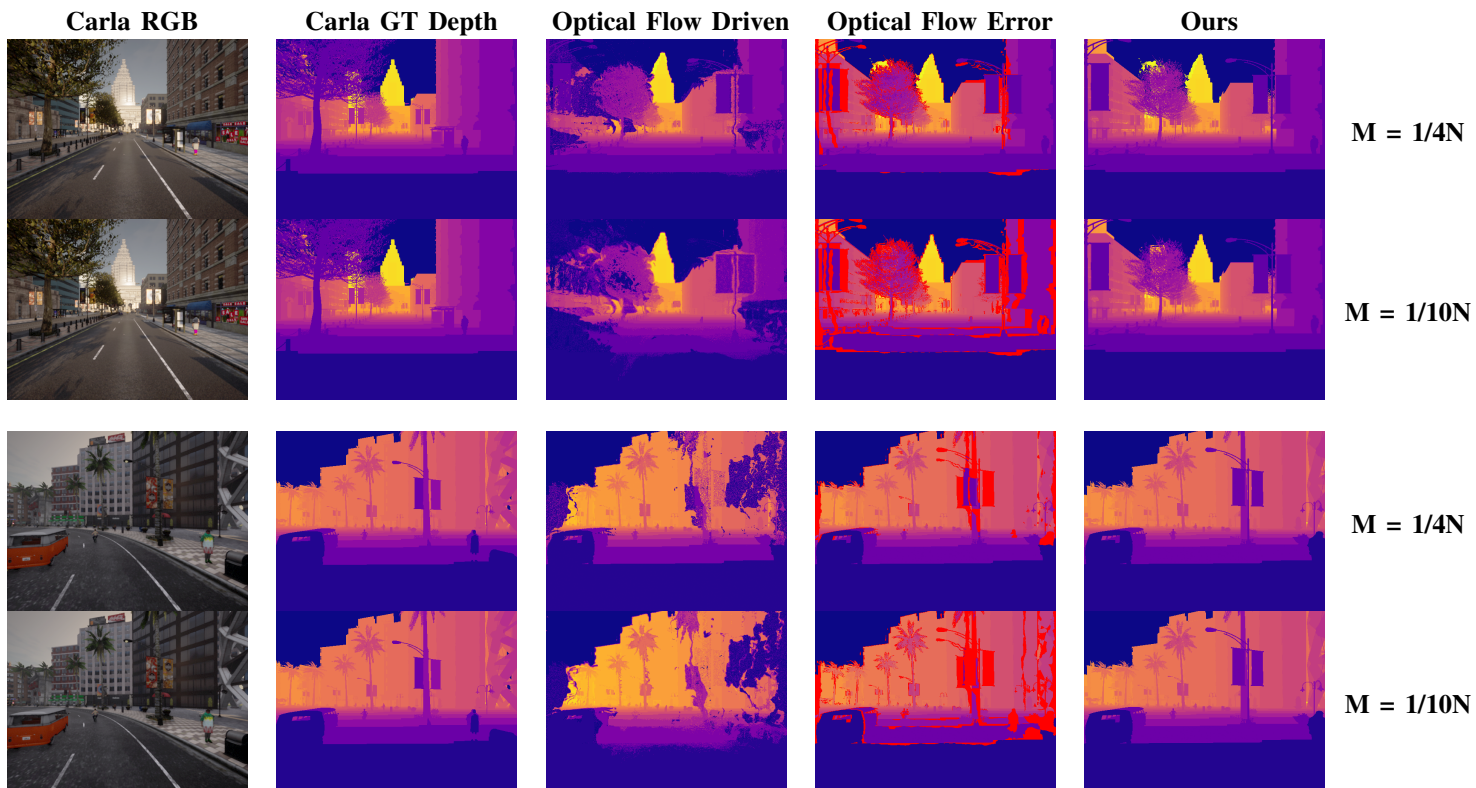 Carla RGB Carla GT Depth Optical Flow Driven Optical Flow Error Ours
M = 1/4N
M = 1/10N
M = 1/4N
M = 1/10N